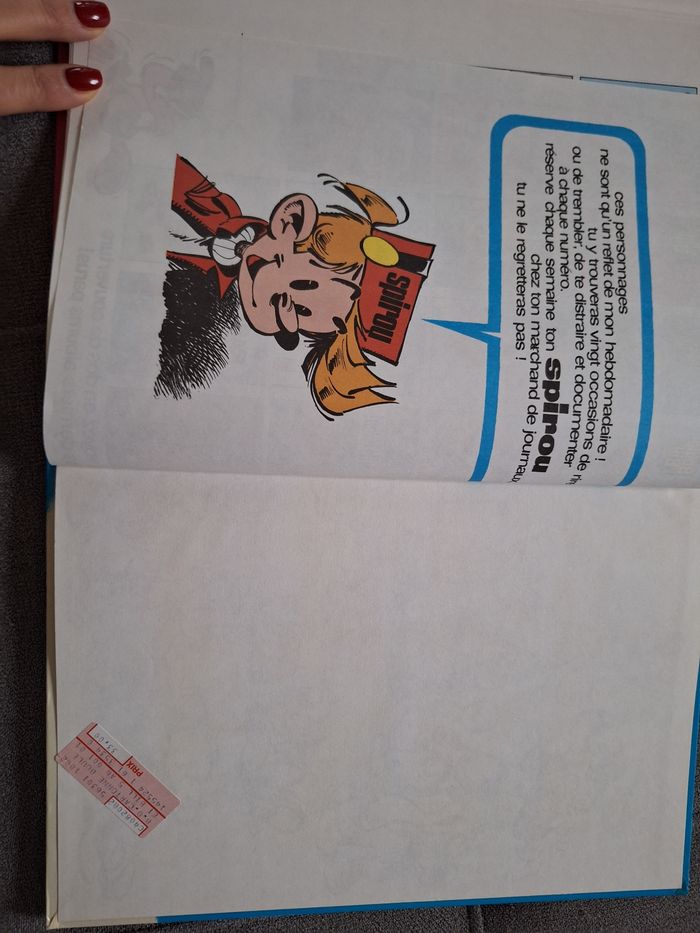 ces personnages
ne sont qu'un reflet de mon hebdomadaire !
tu y trouveras vingt occasions de
ou de trembler, de te distraire et documenter
à chaque numéro.
réserve chaque semaine ton spirou
chez ton marchand de journaux
tu ne le regretteras pas !
spirou
PRIX
33,00